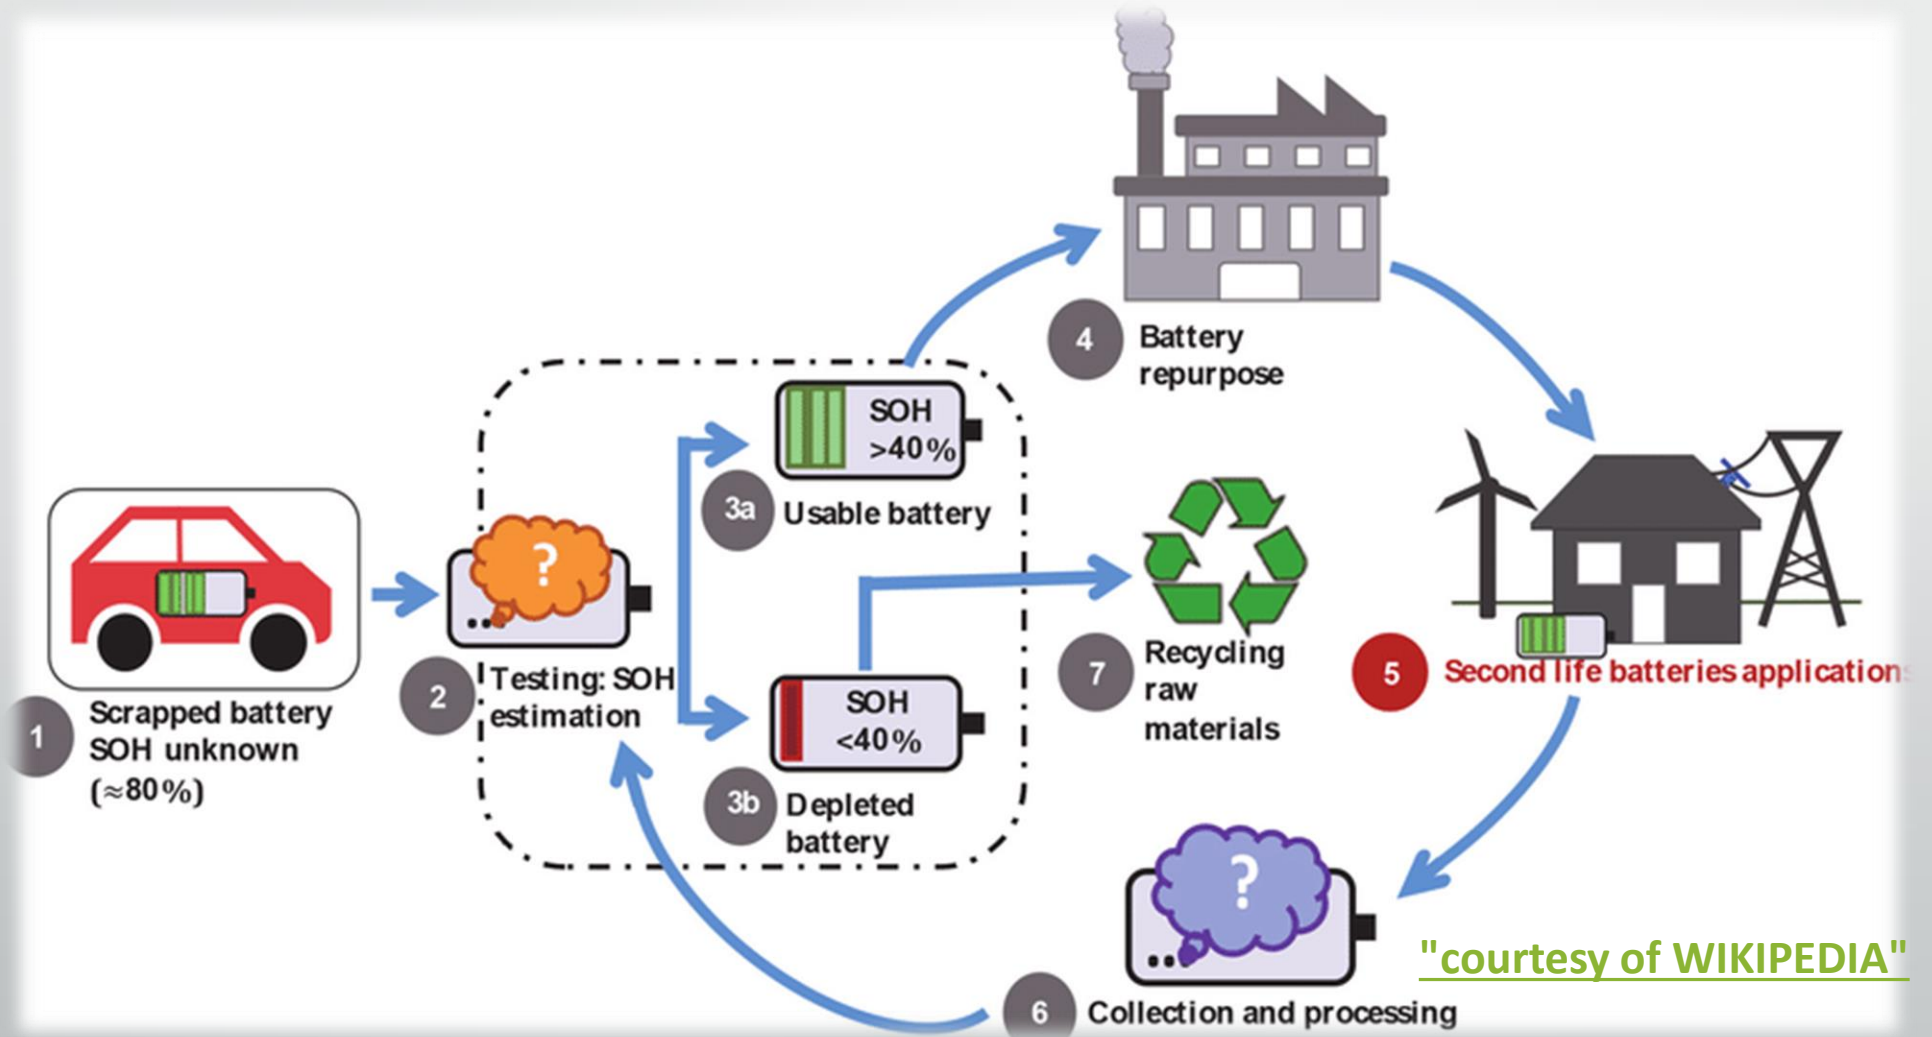 1
Scrapped battery
SOH unknown
(≈80%)
?
2
Testing: SOH
estimation
SOH
>40%
3a
Usable battery
SOH
<40%
3b
Depleted
battery
4
Battery
repurpose
5
Second life batteries applications
?
6
Collection and processing
7
Recycling
raw
materials
"courtesy of WIKIPEDIA"